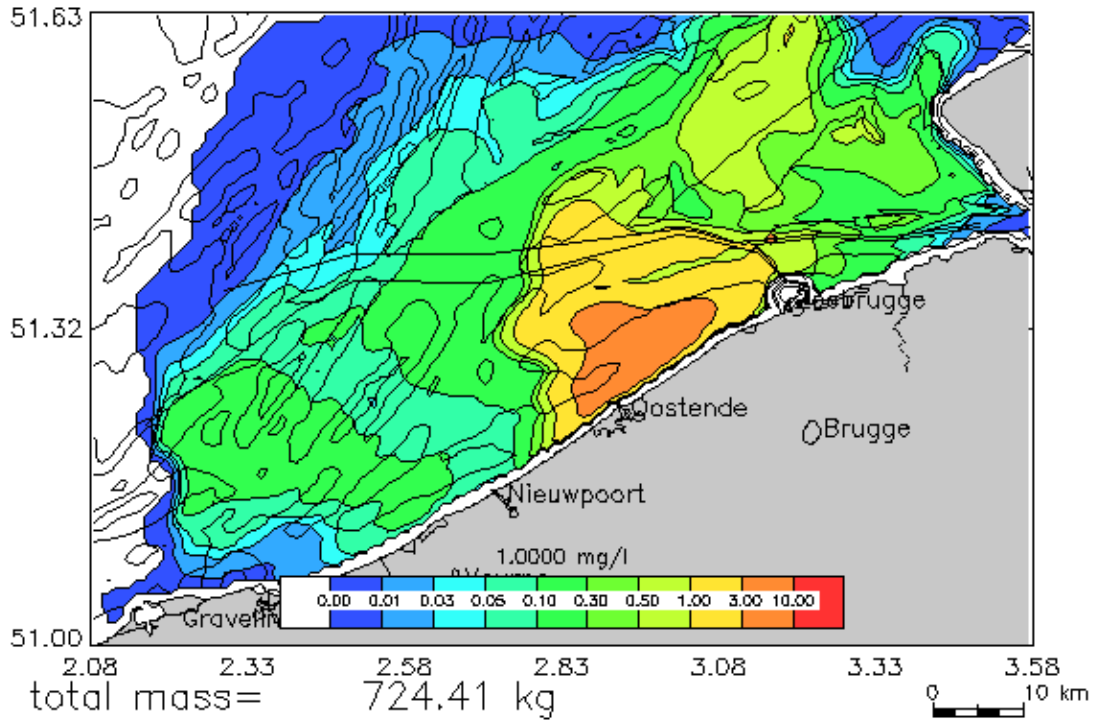 51.63
51.32
51.00
Oostende
Brugge
Nieuwpoort
1.0000 mg/l
0.00 0.01 0.03 0.05 0.10 0.30 0.50 1.00 3.00 10.00
2.08 2.33 2.58 2.83 3.08 3.33 3.58
total mass= 724.41 kg
0 10 km